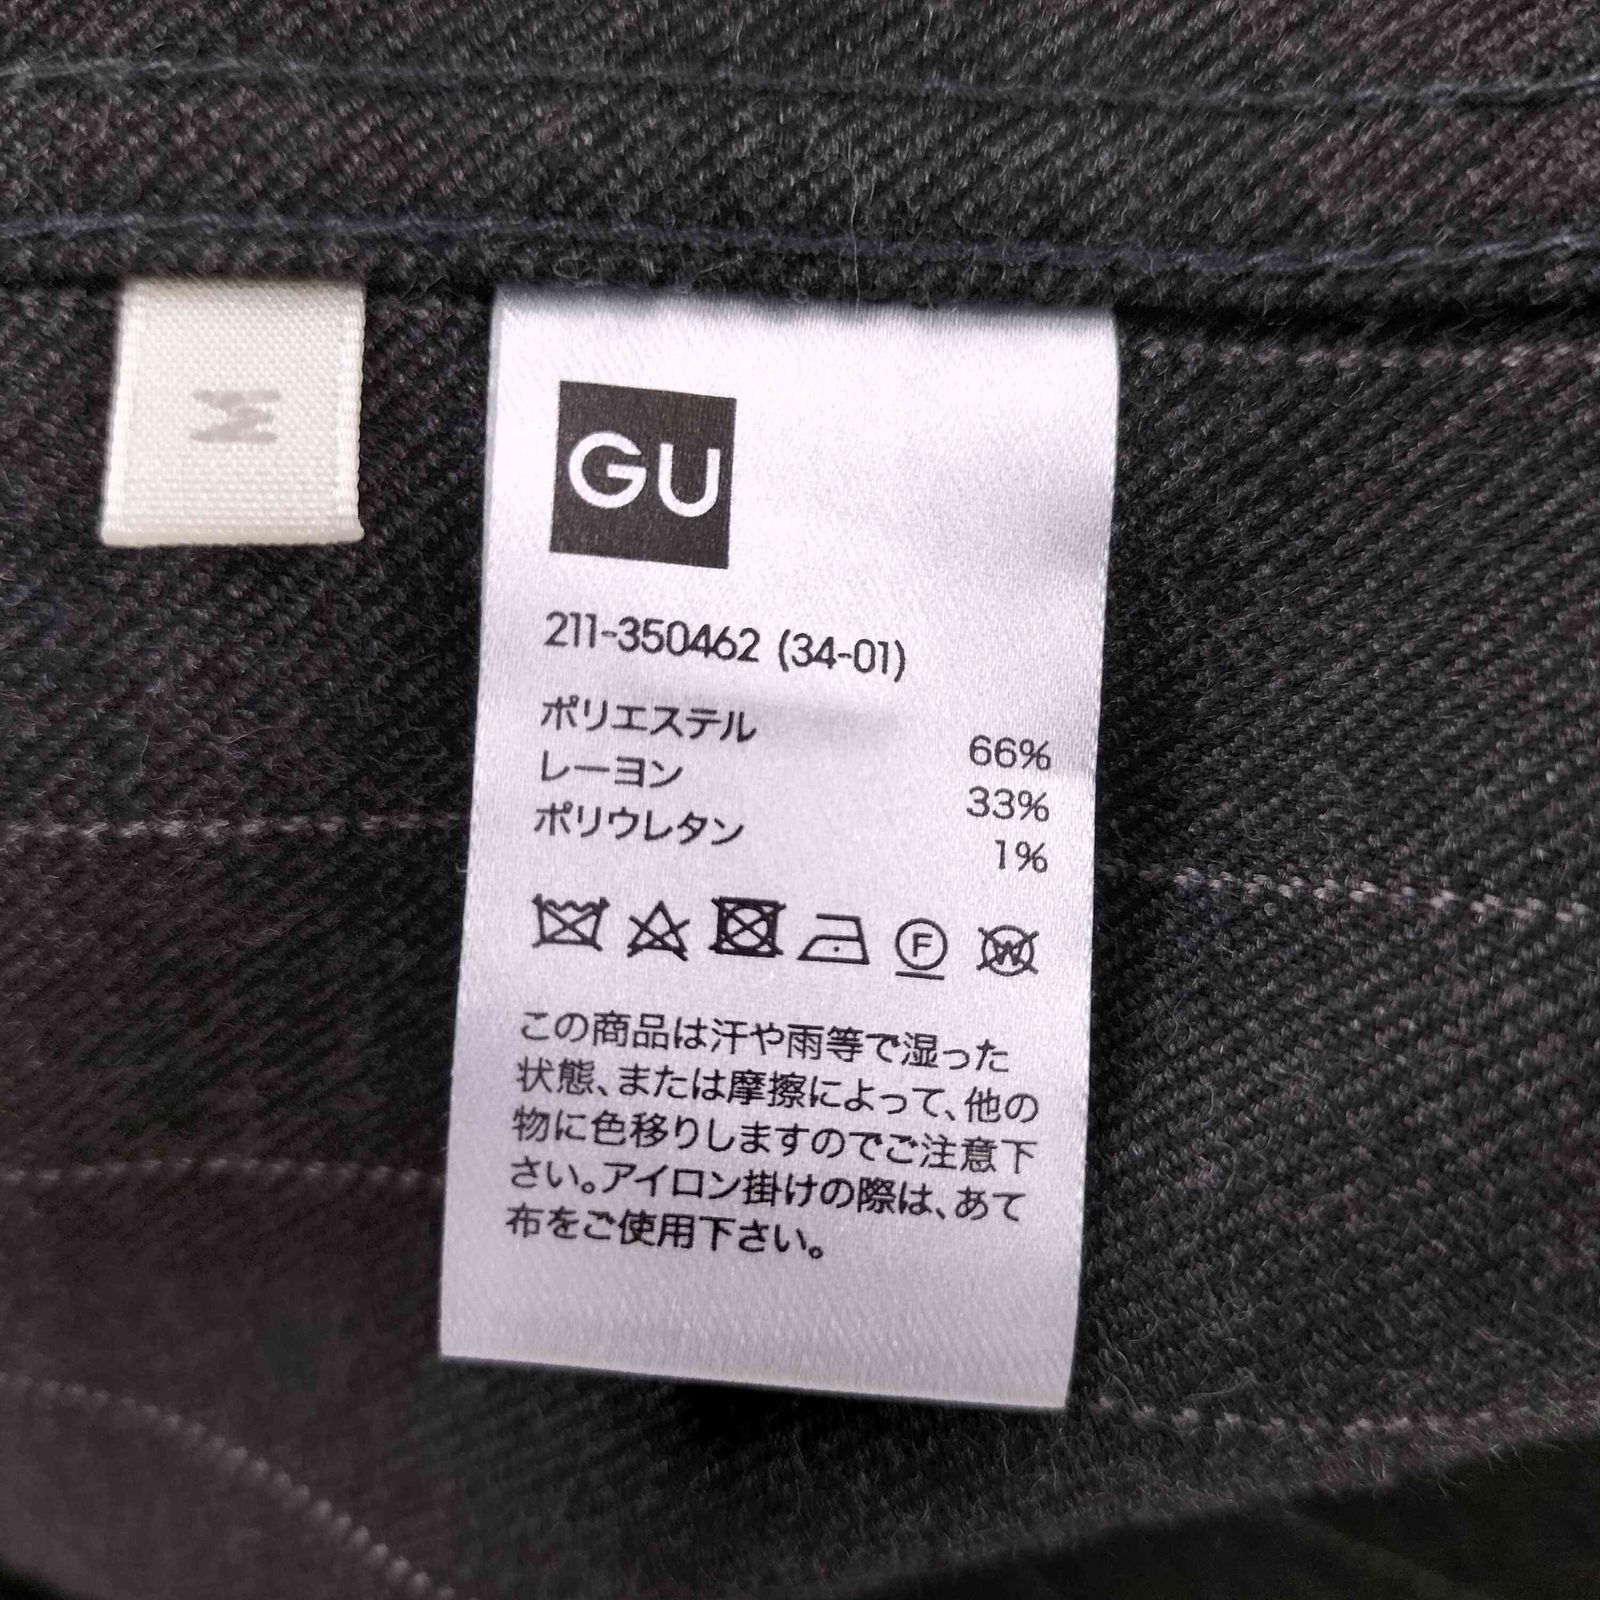 M
GU
211-350462 (34-01)
ポリエステル 66%
レーヨン 33%
ポリウレタン 1%
F W
この商品は汗や雨等で湿った
状態、または摩擦によって、他の
物に色移りしますのでご注意下
さい。アイロン掛けの際は、あて
布をご使用下さい。